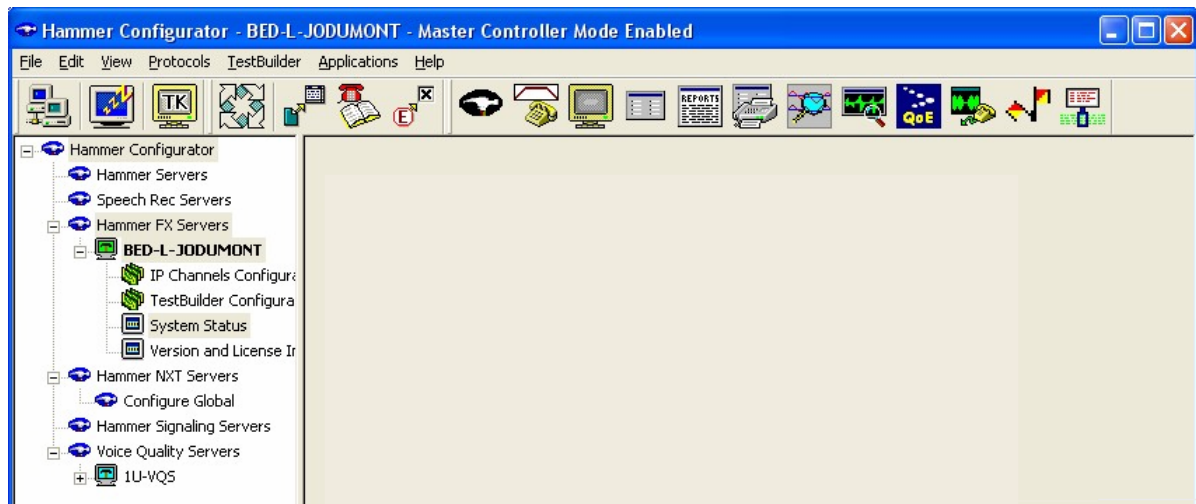 Hammer Configurator - BED-L-JODUMONT - Master Controller Mode Enabled
File Edit View Protocols TestBuilder Applications Help
TK
E
REPORTS
QoE
Hammer Configurator
Hammer Servers
Speech Rec Servers
Hammer FX Servers
BED-L-JODUMONT
IP Channels Configura
TestBuilder Configura
System Status
Version and License In
Hammer NXT Servers
Configure Global
Hammer Signaling Servers
Voice Quality Servers
1U-VQS